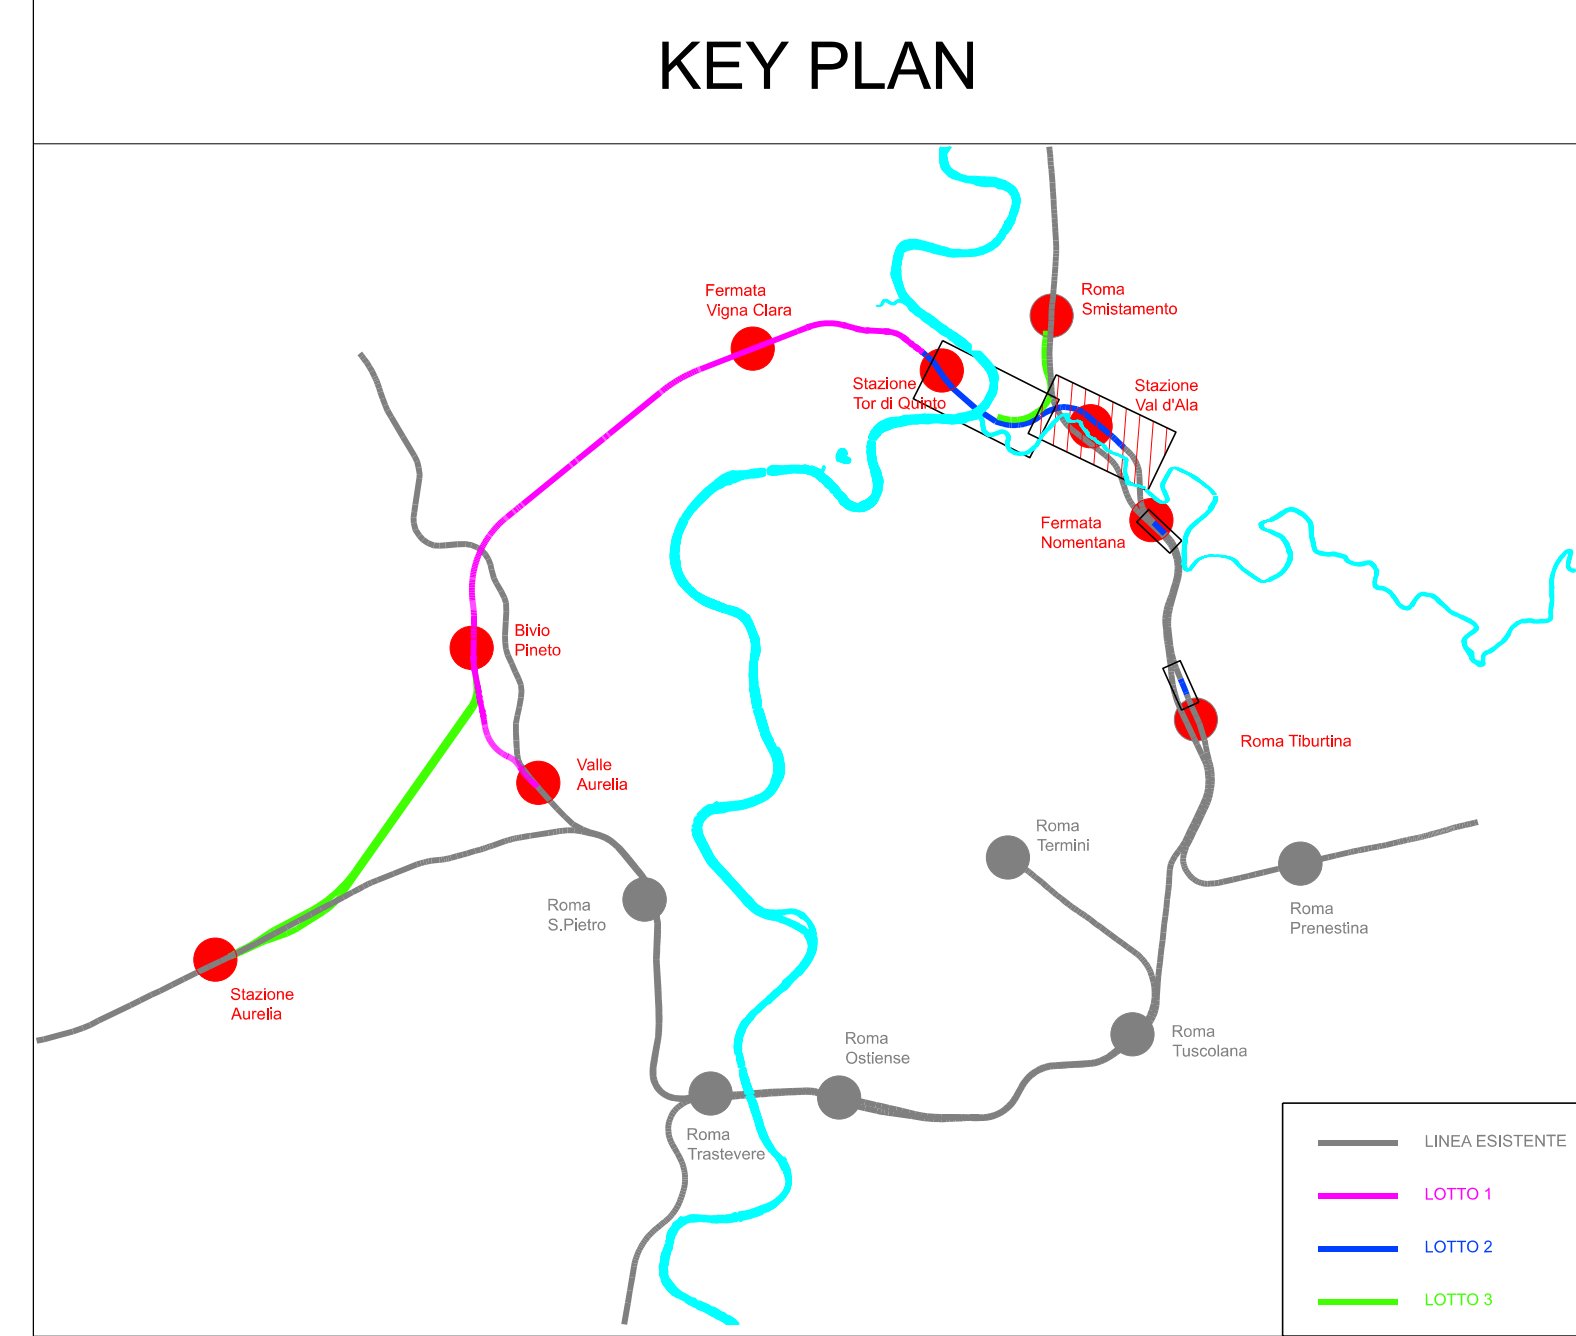 KEY PLAN
Fermata
Vigna Clara
Roma
Smistamento
Stazione
Tor di Quinto
Stazione
Val d'Ala
Fermata
Nomentana
Bivio
Pineto
Valle
Aurelia
Roma Tiburtina
Roma
Termini
Roma
S.Pietro
Roma
Prenestina
Stazione
Aurelia
Roma
Ostiense
Roma
Tuscolana
Roma
Trastevere
LINEA ESISTENTE
LOTTO 1
LOTTO 2
LOTTO 3